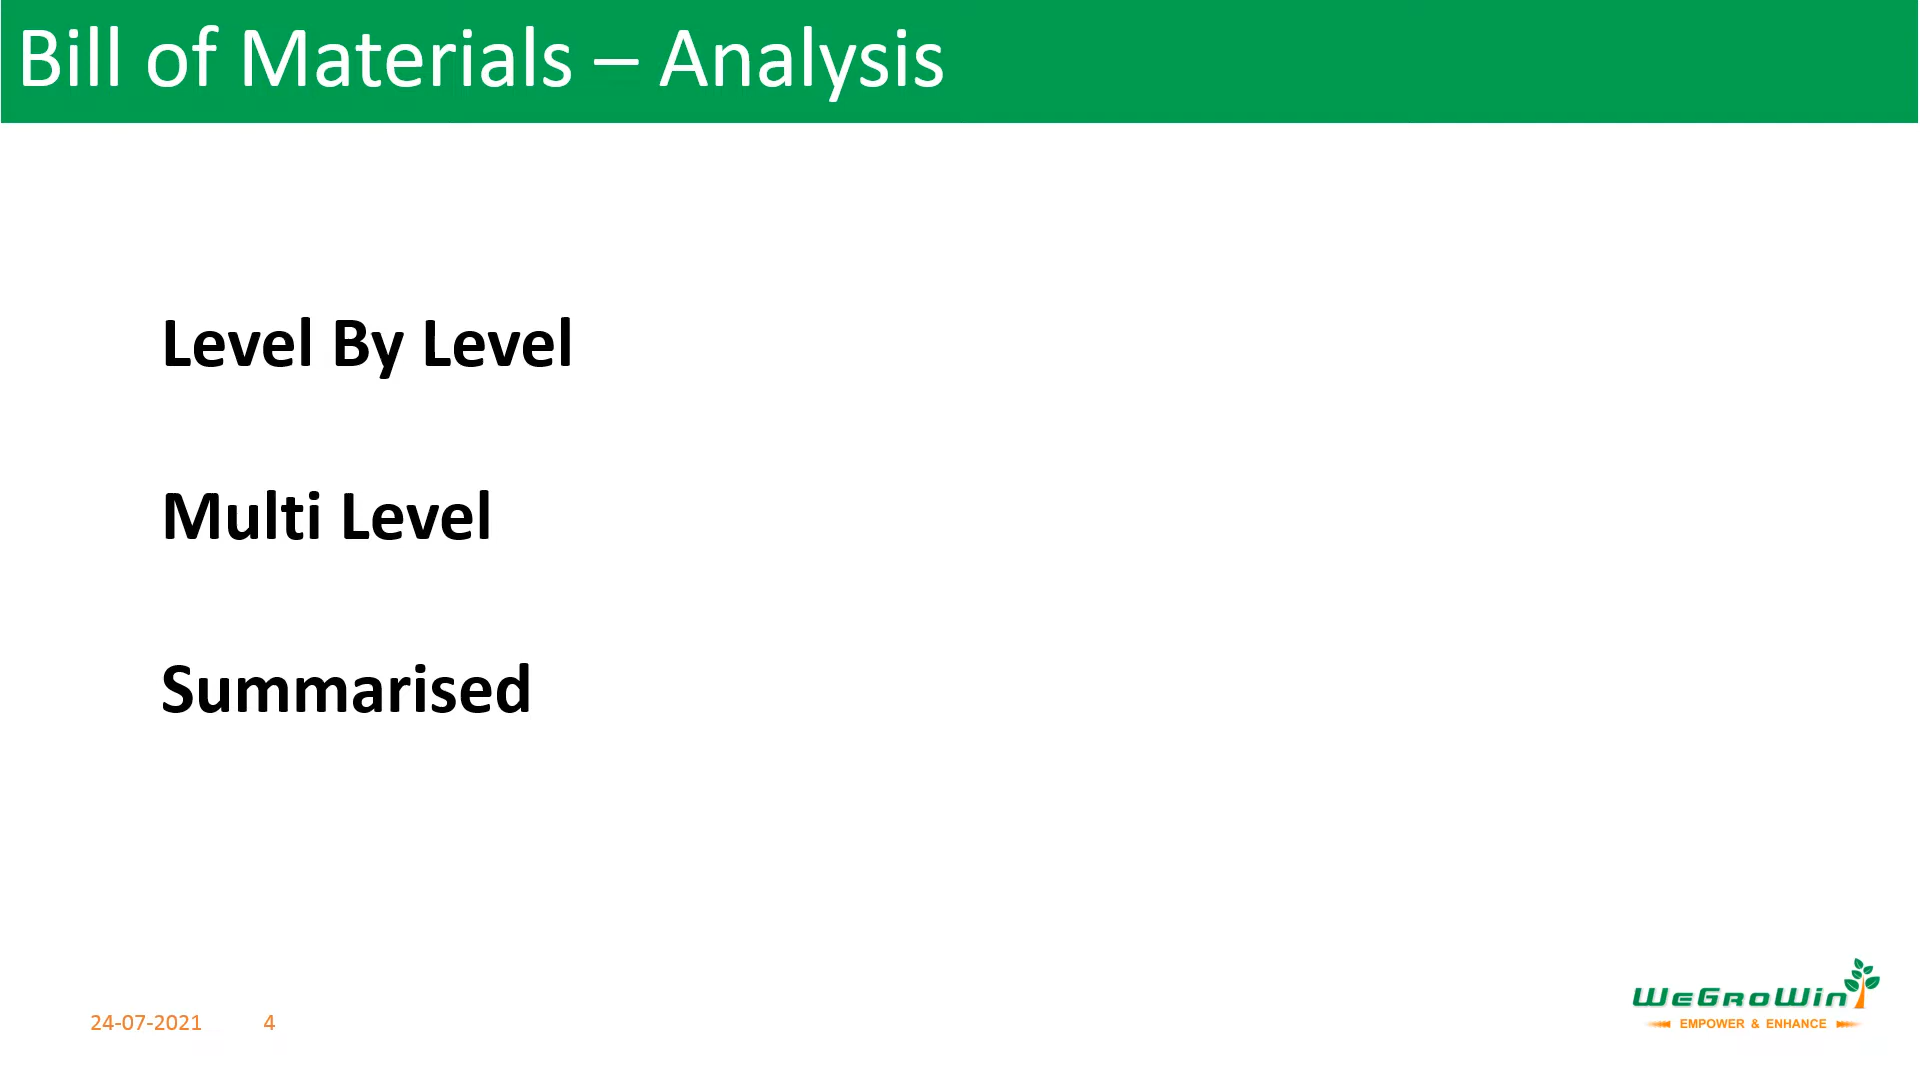 Bill of Materials – Analysis
Level By Level
Multi Level
Summarised
24-07-2021 4
WeGroWin
EMPOWER & ENHANCE